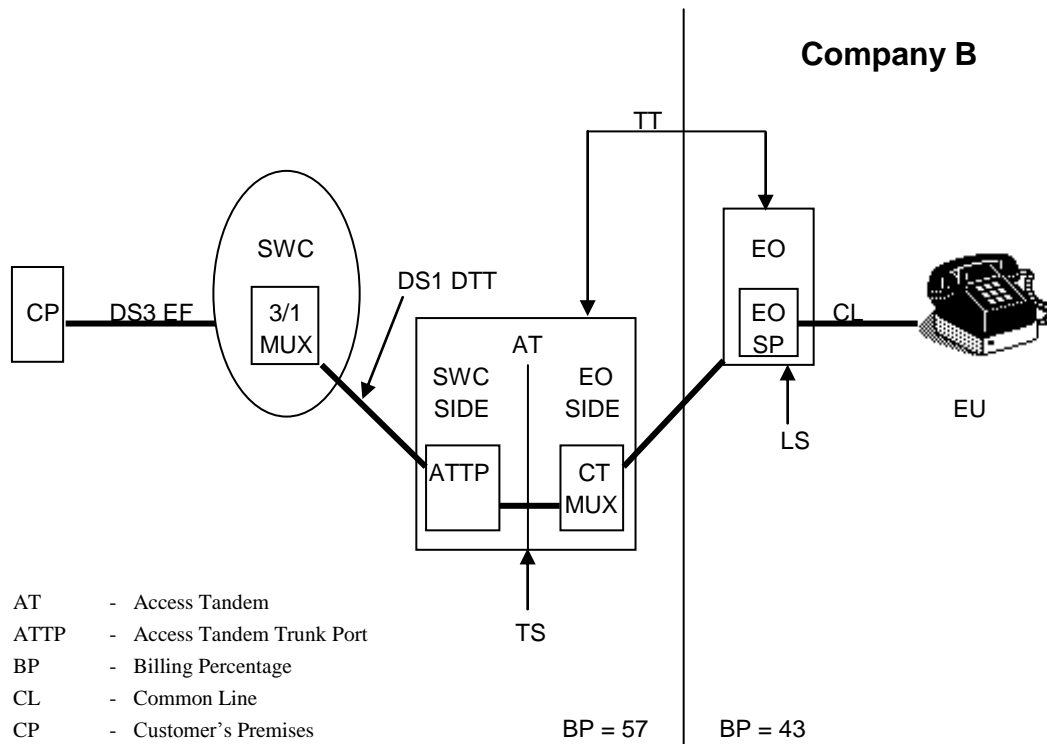 Company B
TT
SWC
EO
DS1 DTT
CP
DS3 EF
3/1
MUX
EO
SP
CL
AT
SWC
SIDE
EO
SIDE
EU
LS
ATTP
CT
MUX
TS
AT - Access Tandem
ATTP - Access Tandem Trunk Port
BP - Billing Percentage
CL - Common Line
CP - Customer’s Premises
BP = 57
BP = 43